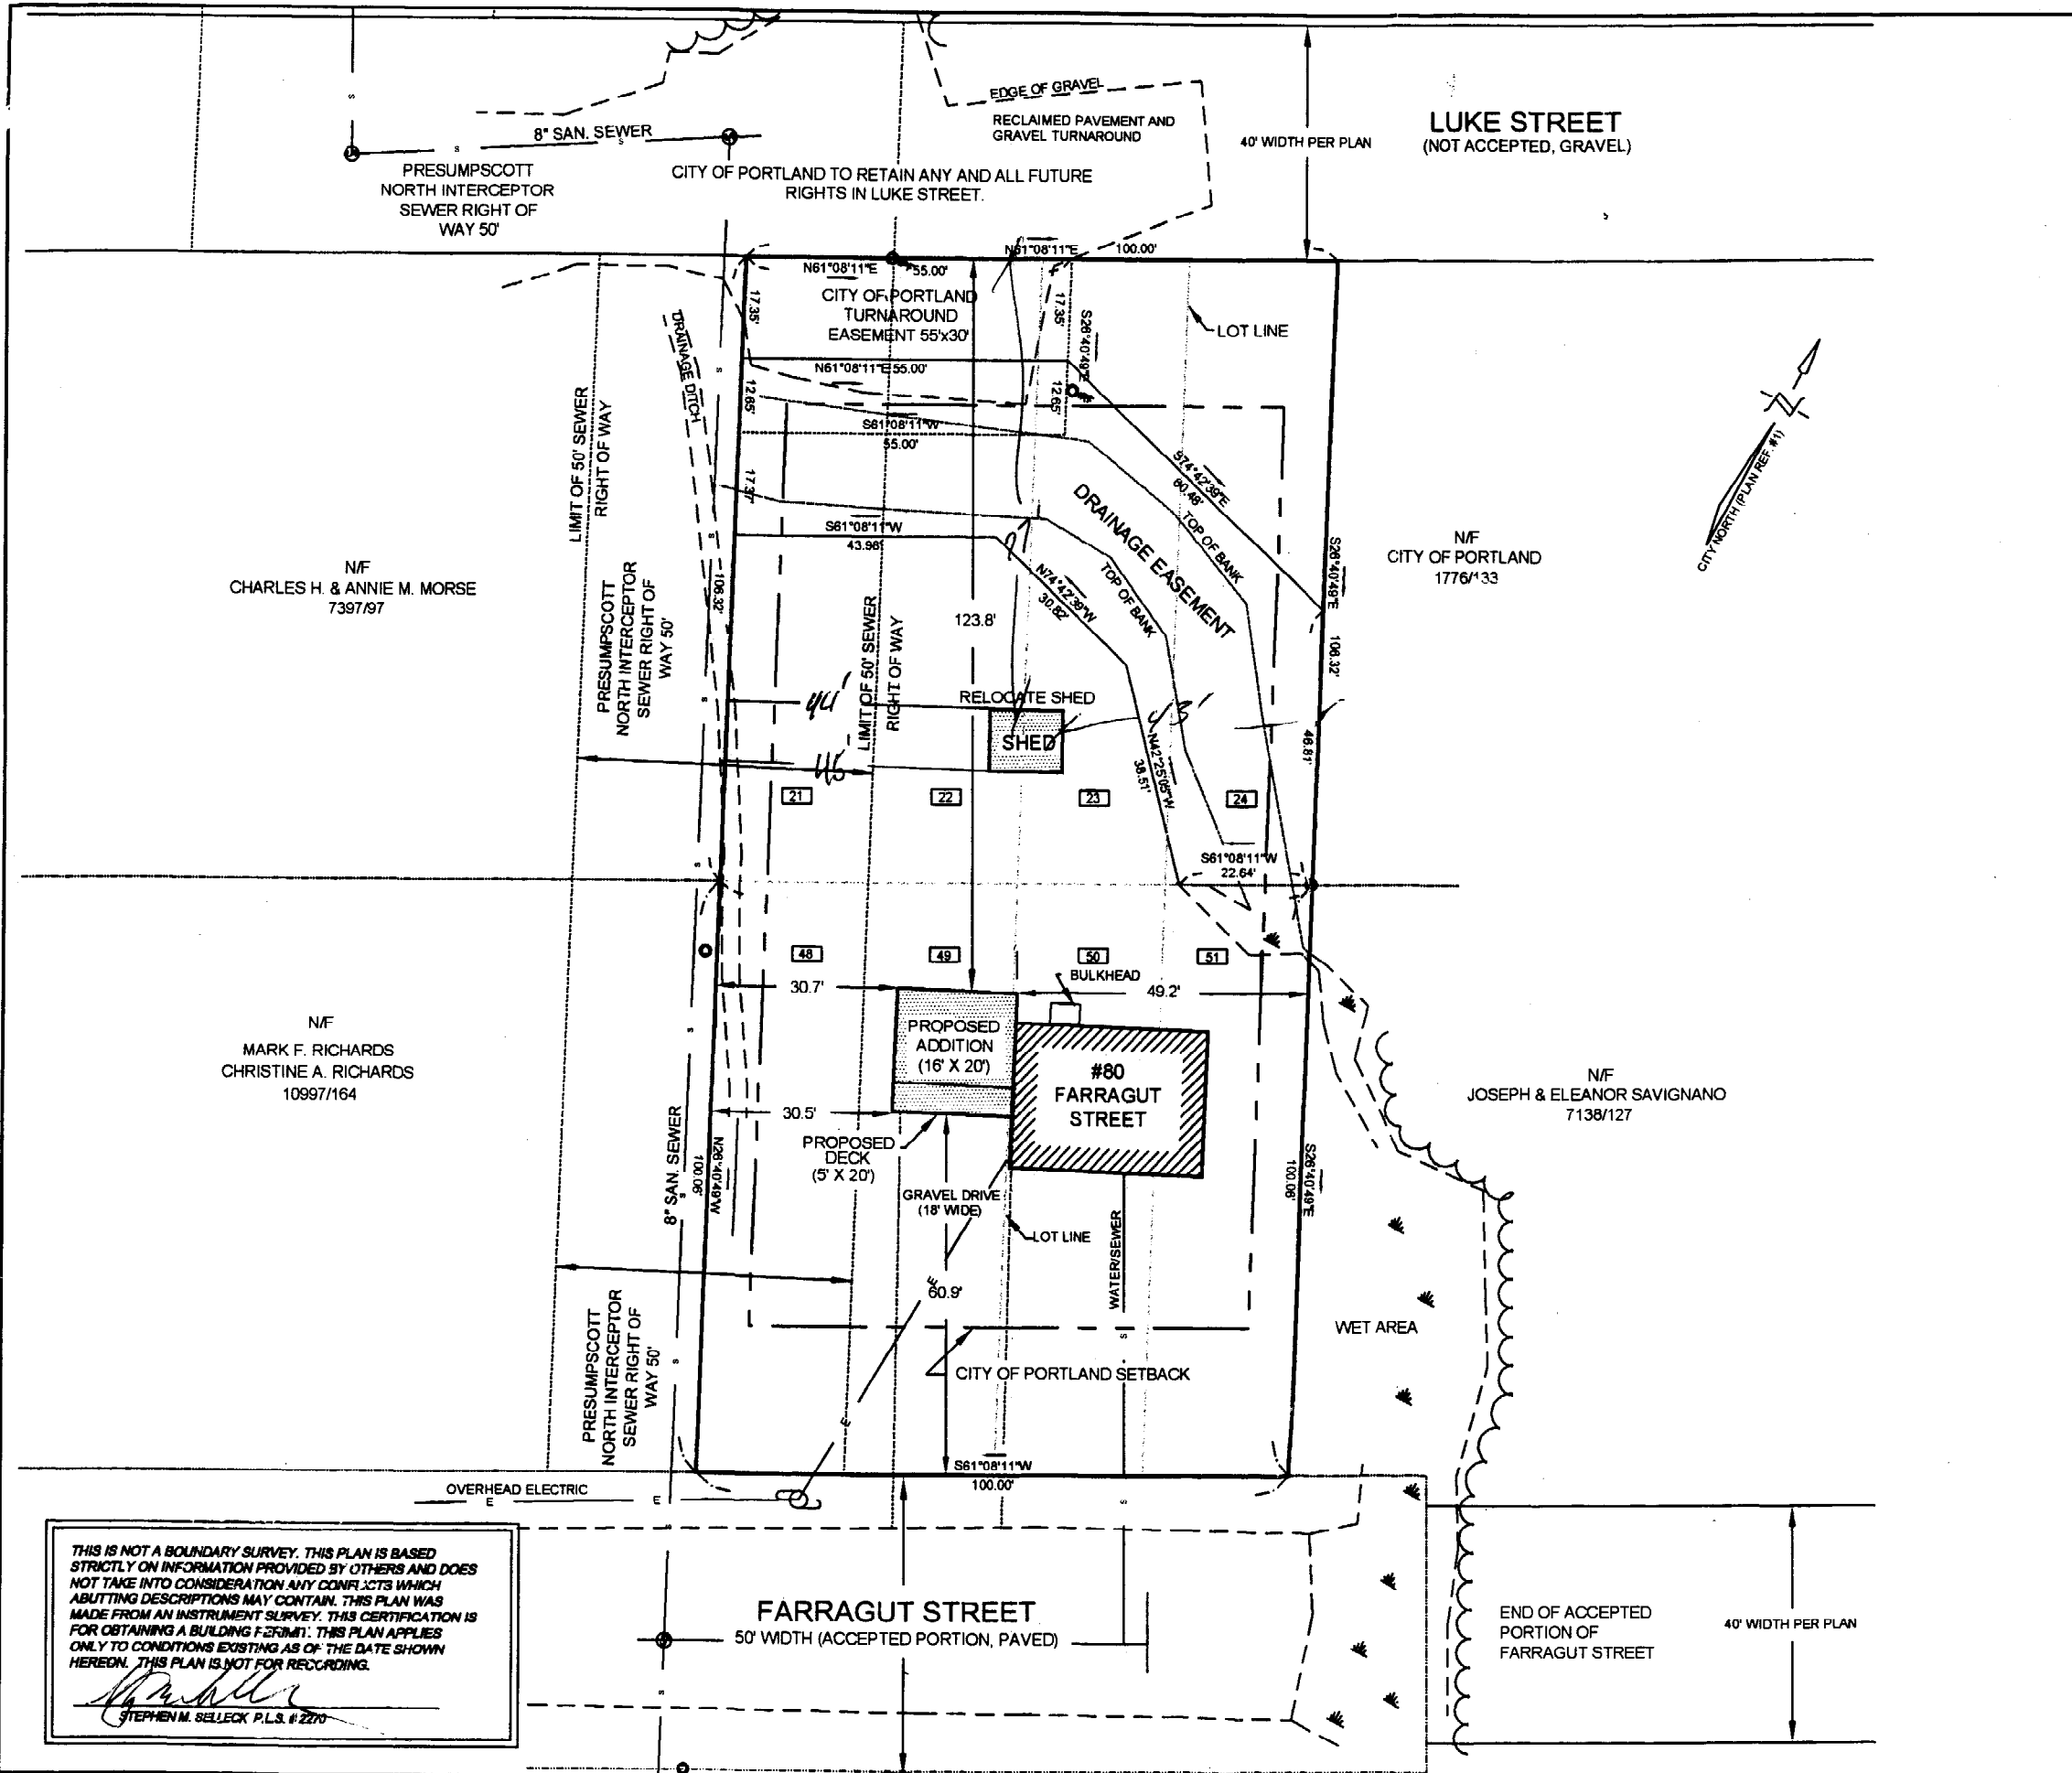 EDGE OF GRAVEL
RECLAIMED PAVEMENT AND
GRAVEL TURNAROUND
40' WIDTH PER PLAN
LUKE STREET
(NOT ACCEPTED, GRAVEL)
8" SAN. SEWER
S
S
S
PRESUMPSCOTT
NORTH INTERCEPTOR
SEWER RIGHT OF
WAY 50'
CITY OF PORTLAND TO RETAIN ANY AND ALL FUTURE
RIGHTS IN LUKE STREET.
N61°08'11"E 100.00'
N61°08'11"E 55.00'
CITY OF PORTLAND
TURNAROUND
EASEMENT 55'x30'
17.35'
17.35'
S26°40'49"E
LOT LINE
DRAINAGE DITCH
N61°08'11"E 55.00'
12.65'
12.65'
S61°08'11"W
55.00'
LIMIT OF 50' SEWER
RIGHT OF WAY
17.37'
S74°42'39"E
60.48'
DRAINAGE EASEMENT
TOP OF BANK
TOP OF BANK
S61°08'11"W
43.98'
N74°42'39"W
30.82'
CITY NORTH (PLAN REF. #1)
N/F
CITY OF PORTLAND
1776/133
S26°40'49"E 106.32'
N/F
CHARLES H. & ANNIE M. MORSE
7397/97
106.32'
PRESUMPSCOTT
NORTH INTERCEPTOR
SEWER RIGHT OF
WAY 50'
LIMIT OF 50' SEWER
RIGHT OF WAY
123.8'
RELOCATE SHED
SHED
44'
45'
43'
N42°25'05"W
38.51'
46.81'
21
22
23
24
S61°08'11"W
22.64'
48
49
50
51
BULKHEAD
30.7'
49.2'
PROPOSED
ADDITION
(16' X 20')
#80
FARRAGUT
STREET
N/F
MARK F. RICHARDS
CHRISTINE A. RICHARDS
10997/164
N/F
JOSEPH & ELEANOR SAVIGNANO
7138/127
30.5'
PROPOSED
DECK
(5' X 20')
8" SAN. SEWER
N26°40'49"W
100.06'
S26°40'49"E
100.06'
GRAVEL DRIVE
(18' WIDE)
LOT LINE
WATER/SEWER
E
60.9'
WET AREA
PRESUMPSCOTT
NORTH INTERCEPTOR
SEWER RIGHT OF
WAY 50'
CITY OF PORTLAND SETBACK
E
S61°08'11"W
100.00'
OVERHEAD ELECTRIC
E
E
THIS IS NOT A BOUNDARY SURVEY. THIS PLAN IS BASED
STRICTLY ON INFORMATION PROVIDED BY OTHERS AND DOES
NOT TAKE INTO CONSIDERATION ANY CONFLICTS WHICH
ABUTTING DESCRIPTIONS MAY CONTAIN. THIS PLAN WAS
MADE FROM AN INSTRUMENT SURVEY. THIS CERTIFICATION IS
FOR OBTAINING A BUILDING PERMIT. THIS PLAN APPLIES
ONLY TO CONDITIONS EXISTING AS OF THE DATE SHOWN
HEREON. THIS PLAN IS NOT FOR RECORDING.
STEPHEN M. SELLECK P.L.S. # 2270
FARRAGUT STREET
50' WIDTH (ACCEPTED PORTION, PAVED)
END OF ACCEPTED
PORTION OF
FARRAGUT STREET
40' WIDTH PER PLAN